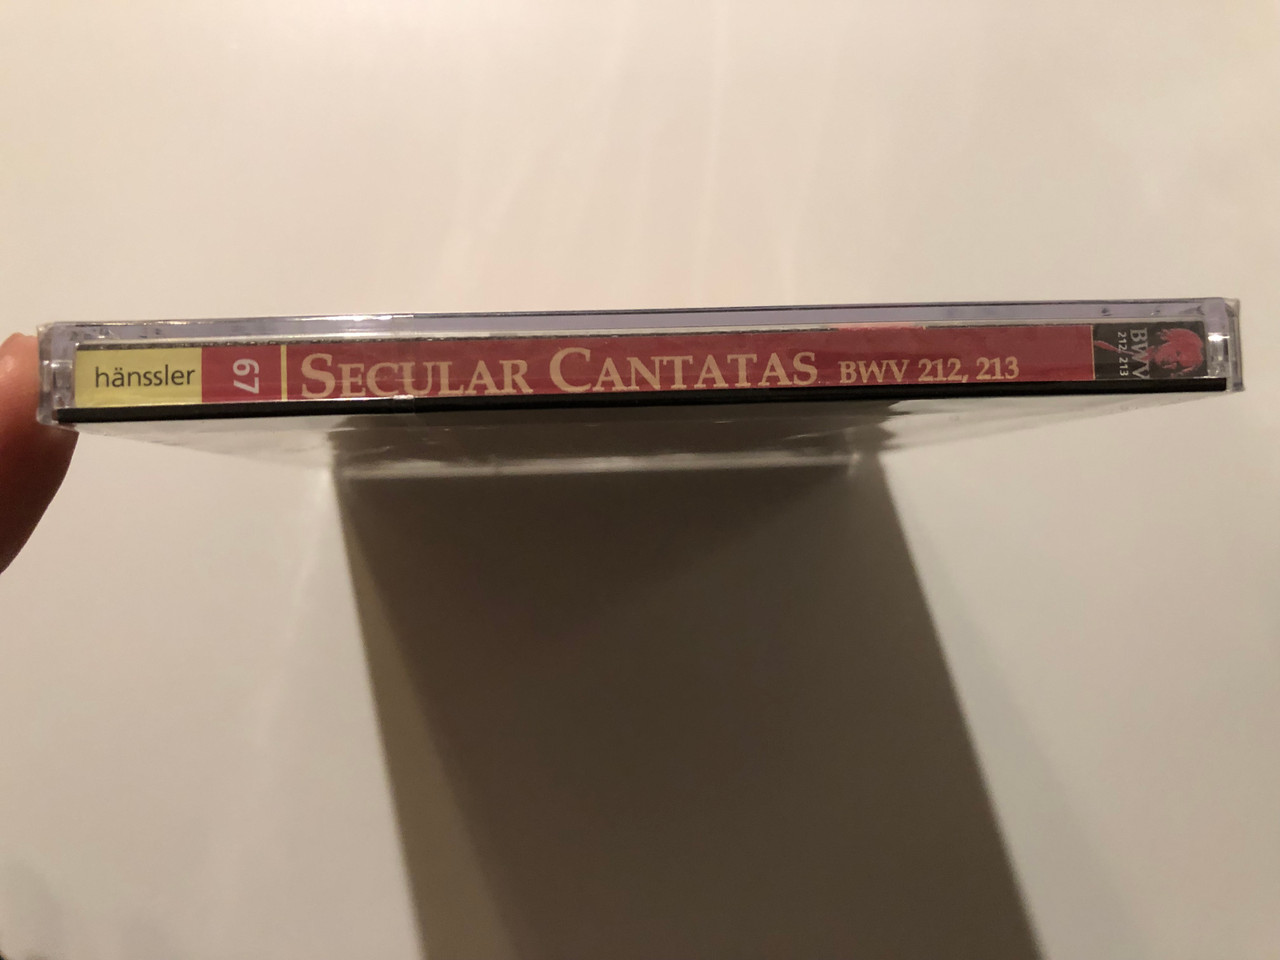 hänssler
67
SECULAR CANTATAS BWV 212, 213
BWV
212/213